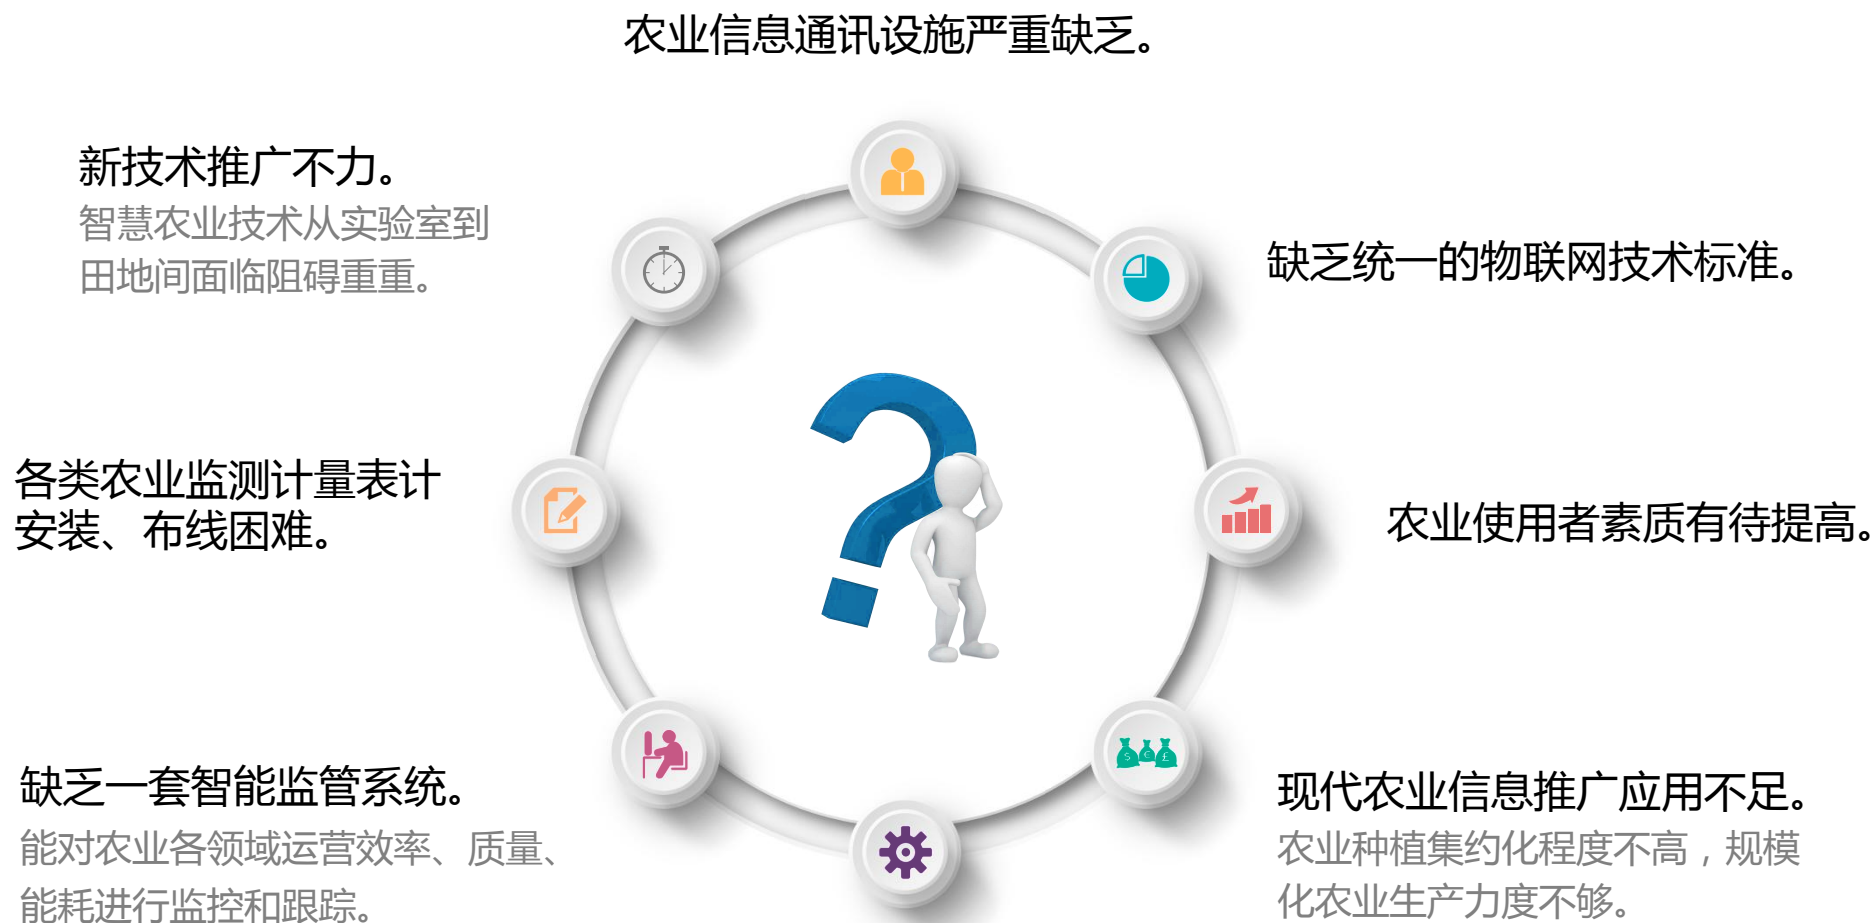 农业信息通讯设施严重缺乏。
新技术推广不力。
智慧农业技术从实验室到
田地间面临阻碍重重。
缺乏统一的物联网技术标准。
各类农业监测计量表计
安装、布线困难。
农业使用者素质有待提高。
缺乏一套智能监管系统。
能对农业各领域运营效率、质量、
能耗进行监控和跟踪。
现代农业信息推广应用不足。
农业种植集约化程度不高，规模
化农业生产力度不够。